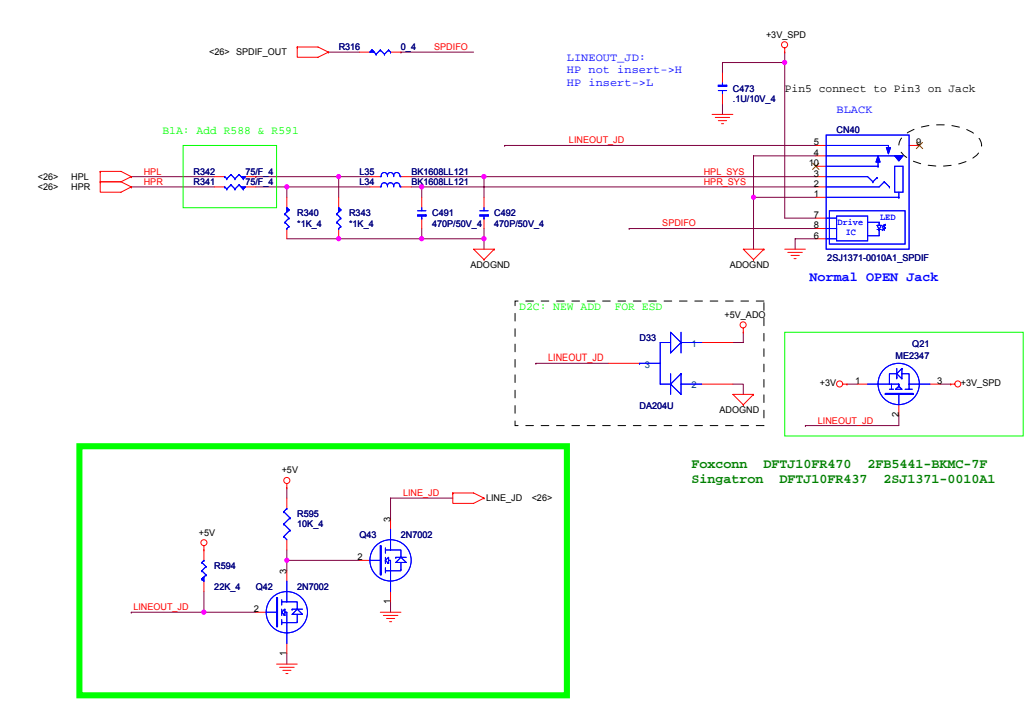 +3V_SPD
<26> SPDIF_OUT R316 0_4 SPDIFO
LINEOUT_JD:
HP not insert->H
HP insert->L
C473
.1U/10V_4
Pin5 connect to Pin3 on Jack
BLACK
CN40
B1A: Add R588 & R591
LINEOUT_JD 5
4
9
10
<26> HPL HPL R342 75/F_4 L35 BK1608LL121 HPL_SYS 3
<26> HPR HPR R341 75/F_4 L34 BK1608LL121 HPR_SYS 2
1
R340
*1K_4
R343
*1K_4
C491
470P/50V_4
C492
470P/50V_4
7
SPDIFO 8
6
Drive
IC
LED
ADOGND
ADOGND
2SJ1371-0010A1_SPDIF
Normal OPEN Jack
D2C: NEW ADD FOR ESD
+5V_ADO
D33
1
LINEOUT_JD 3
2
DA204U
ADOGND
Q21
ME2347
+3V 1 3 +3V_SPD
2
LINEOUT_JD
Foxconn DFTJ10FR470 2FB5441-BKMC-7F
Singatron DFTJ10FR437 2SJ1371-0010A1
+5V
R595
10K_4
LINE_JD LINE_JD <26>
3
Q43 2N7002
2
1
+5V
R594
22K_4
3
Q42 2N7002
LINEOUT_JD 2
1